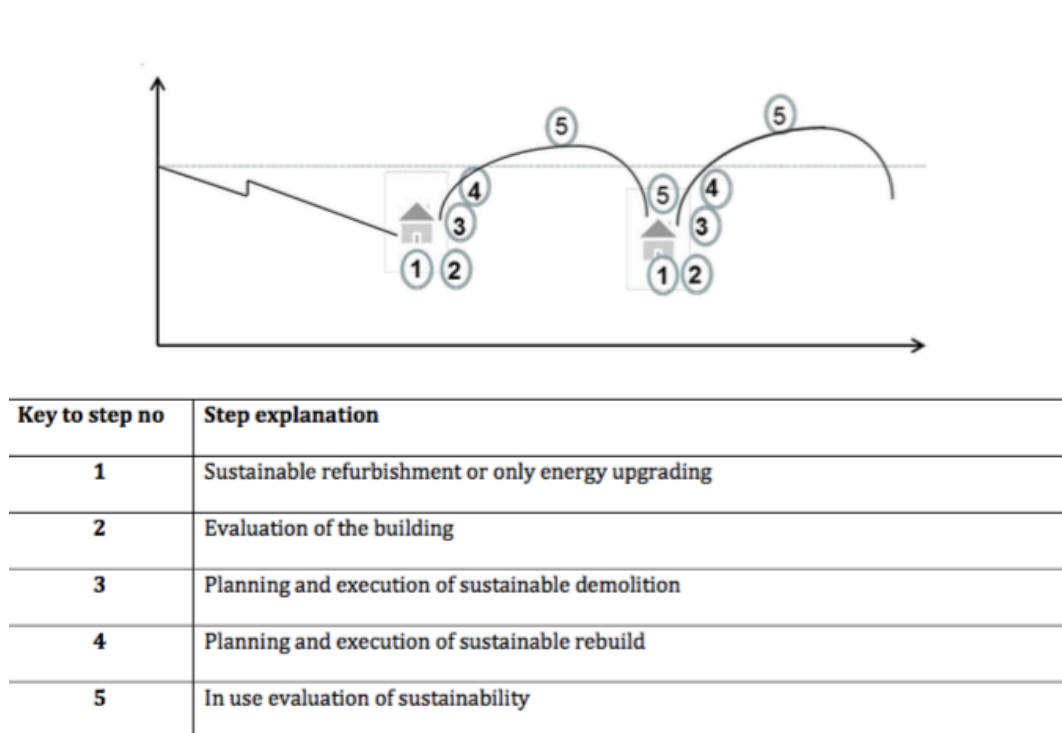 5
5
4
5
4
3
3
1 2
1 2
Key to step no Step explanation
1 Sustainable refurbishment or only energy upgrading
2 Evaluation of the building
3 Planning and execution of sustainable demolition
4 Planning and execution of sustainable rebuild
5 In use evaluation of sustainability